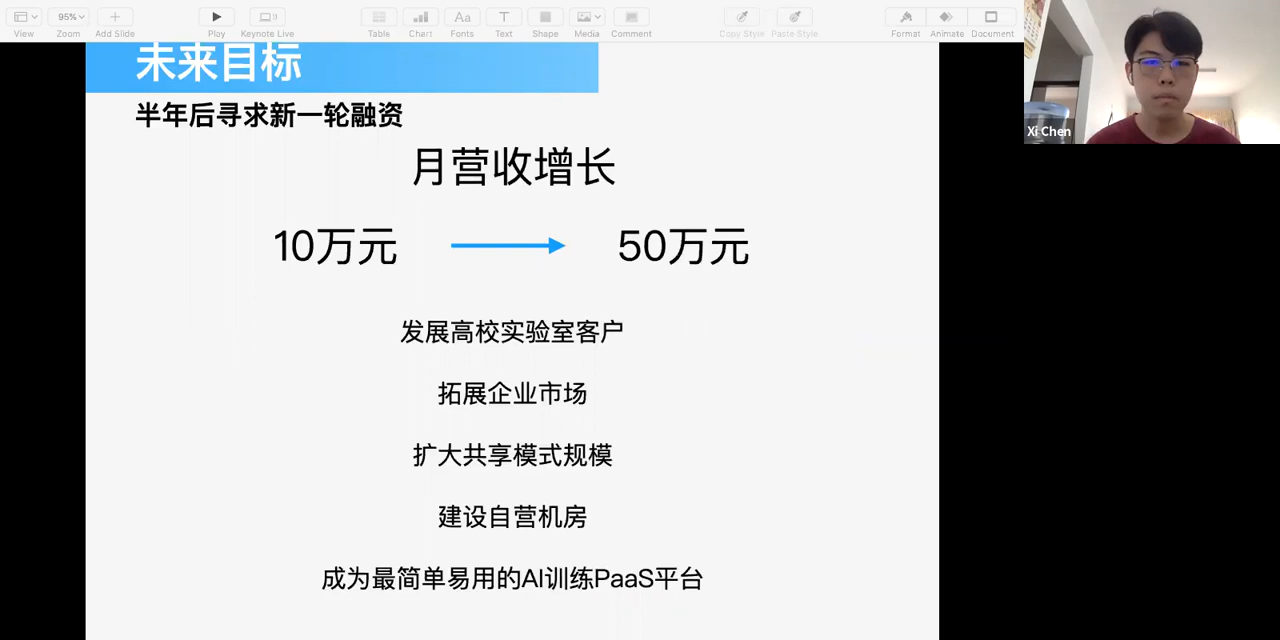 95%
View
Zoom
Add Slide
Play
Keynote Live
Table
Chart
Fonts
Text
Shape
Media
Comment
Copy Style
Paste Style
Format
Animate
Document
未来目标
半年后寻求新一轮融资
月营收增长
10万元 50万元
发展高校实验室客户
拓展企业市场
扩大共享模式规模
建设自营机房
成为最简单易用的AI训练PaaS平台
Xi Chen